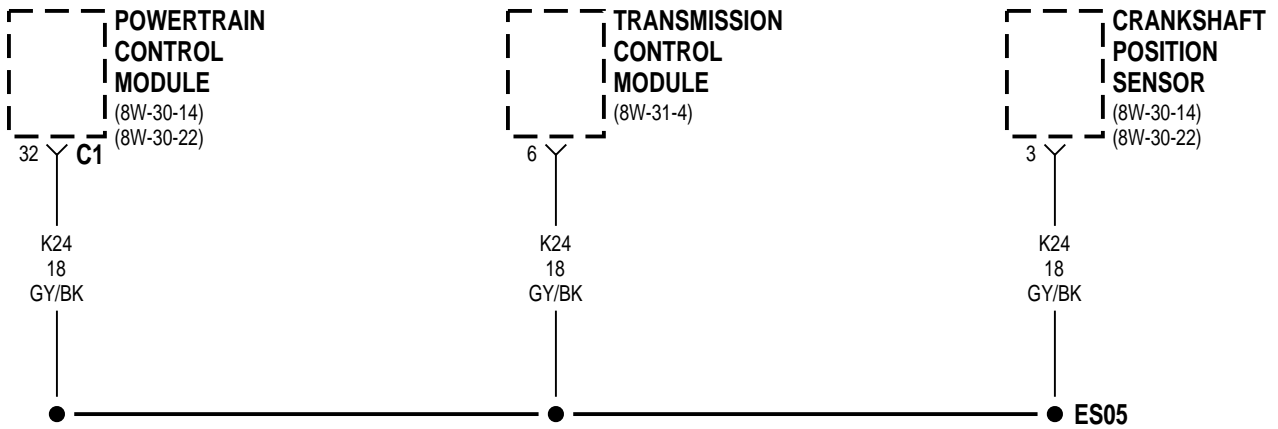 POWERTRAIN
CONTROL
MODULE
(8W-30-14)
(8W-30-22)
32
C1
K24
18
GY/BK
TRANSMISSION
CONTROL
MODULE
(8W-31-4)
6
K24
18
GY/BK
CRANKSHAFT
POSITION
SENSOR
(8W-30-14)
(8W-30-22)
3
K24
18
GY/BK
ES05